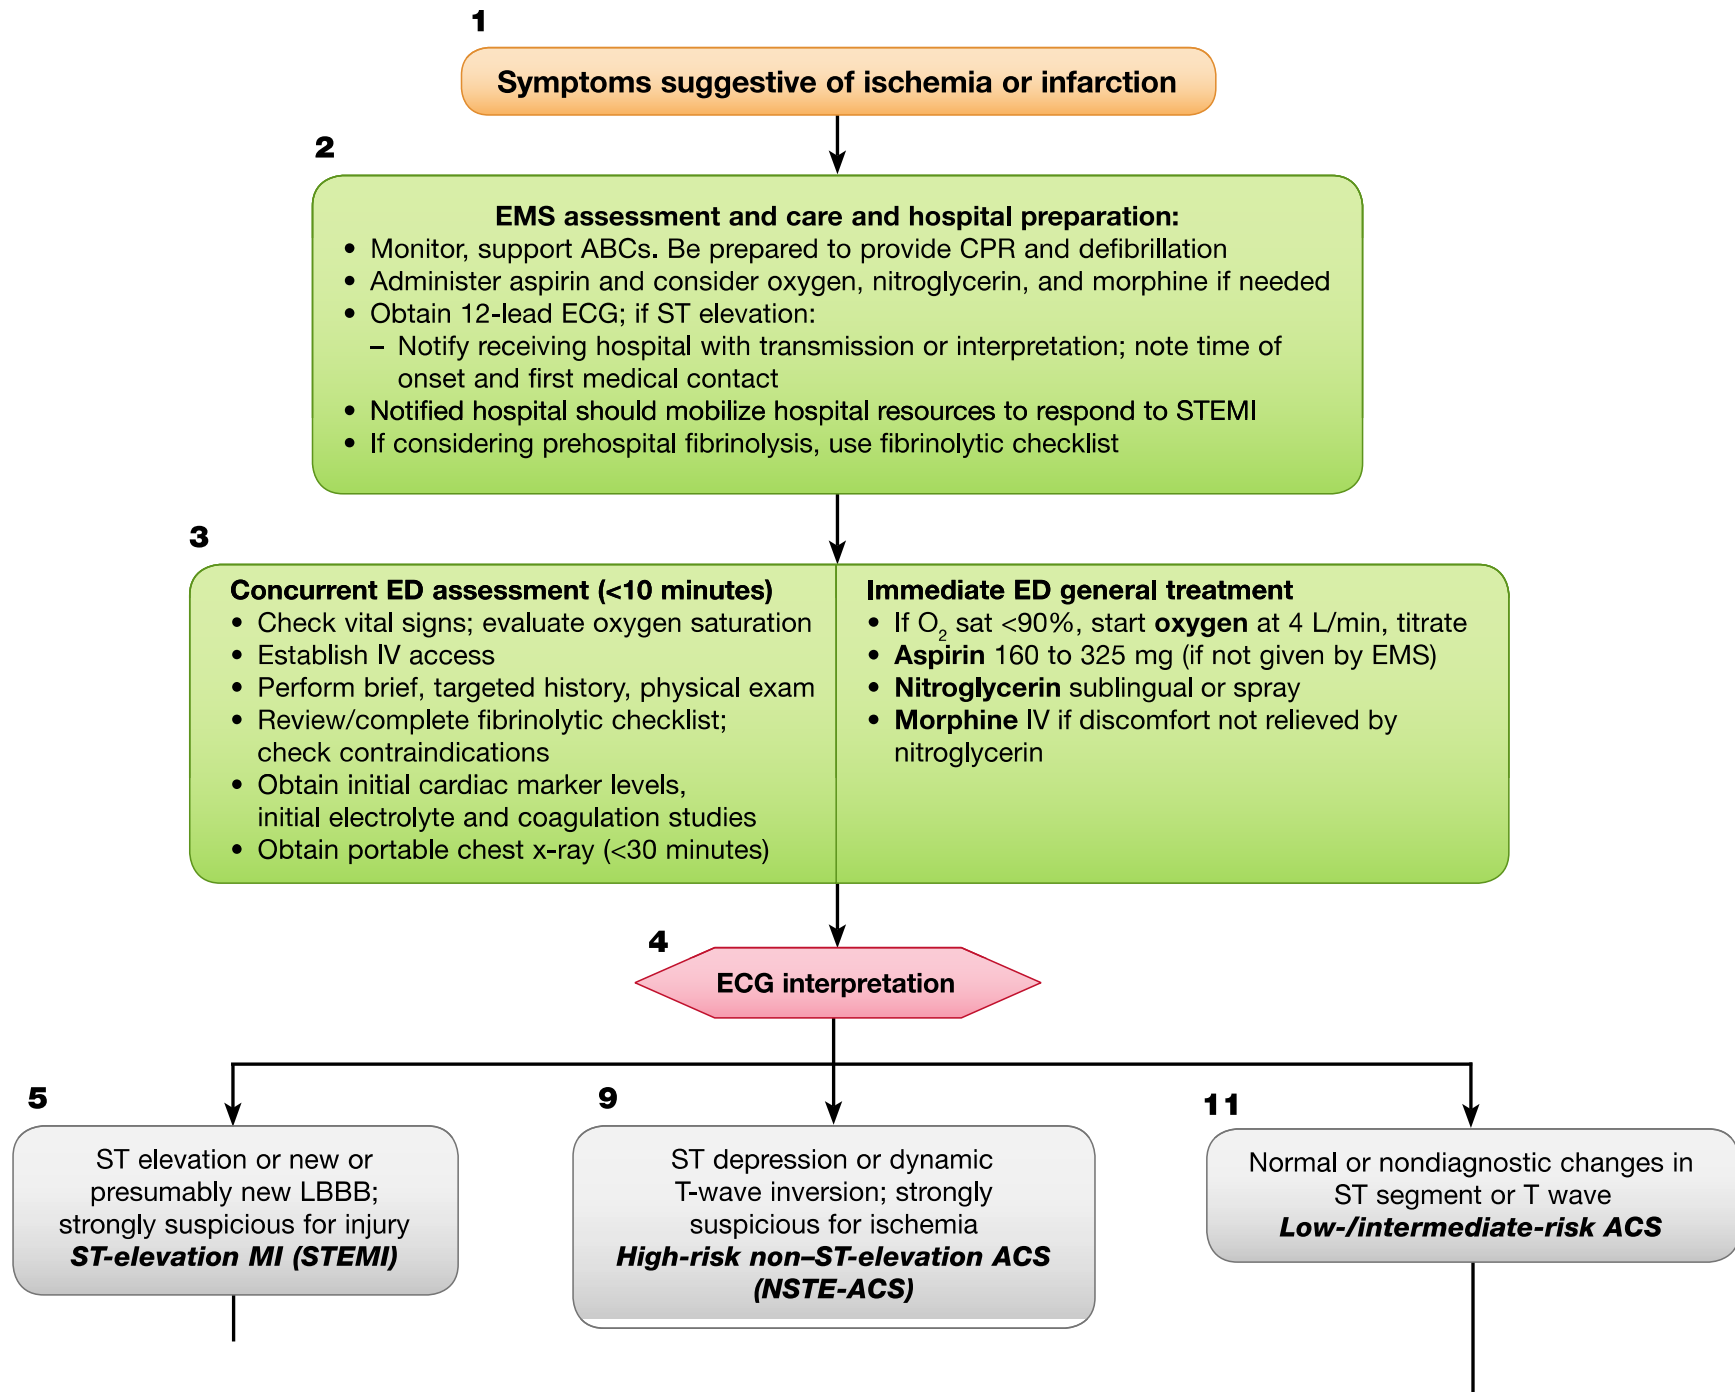 1
Symptoms suggestive of ischemia or infarction
2
EMS assessment and care and hospital preparation:
• Monitor, support ABCs. Be prepared to provide CPR and defibrillation
• Administer aspirin and consider oxygen, nitroglycerin, and morphine if needed
• Obtain 12-lead ECG; if ST elevation:
– Notify receiving hospital with transmission or interpretation; note time of
onset and first medical contact
• Notified hospital should mobilize hospital resources to respond to STEMI
• If considering prehospital fibrinolysis, use fibrinolytic checklist
3
Concurrent ED assessment (<10 minutes)
• Check vital signs; evaluate oxygen saturation
• Establish IV access
• Perform brief, targeted history, physical exam
• Review/complete fibrinolytic checklist;
check contraindications
• Obtain initial cardiac marker levels,
initial electrolyte and coagulation studies
• Obtain portable chest x-ray (<30 minutes)
Immediate ED general treatment
• If O₂ sat <90%, start oxygen at 4 L/min, titrate
• Aspirin 160 to 325 mg (if not given by EMS)
• Nitroglycerin sublingual or spray
• Morphine IV if discomfort not relieved by
nitroglycerin
4
ECG interpretation
5
ST elevation or new or
presumably new LBBB;
strongly suspicious for injury
ST-elevation MI (STEMI)
9
ST depression or dynamic
T-wave inversion; strongly
suspicious for ischemia
High-risk non–ST-elevation ACS
(NSTE-ACS)
11
Normal or nondiagnostic changes in
ST segment or T wave
Low-/intermediate-risk ACS